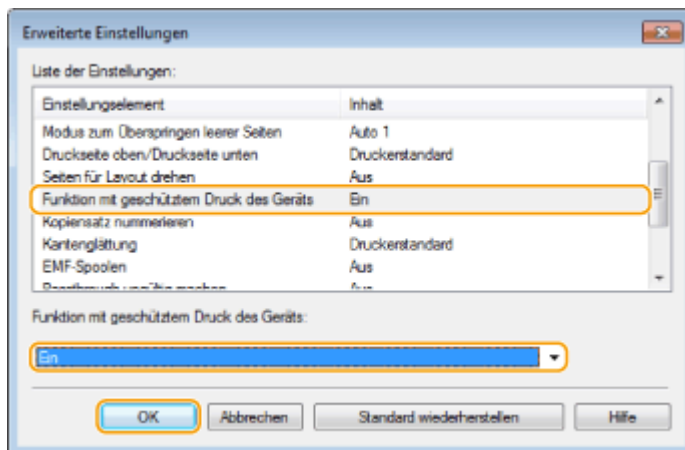 Erweiterte Einstellungen
Liste der Einstellungen:
Einstellungselement Inhalt
Modus zum Überspringen leerer Seiten Auto 1
Druckseite oben/Druckseite unten Druckerstandard
Seiten für Layout drehen Aus
Funktion mit geschütztem Druck des Geräts Ein
Kopiensatz nummerieren Aus
Kantenglättung Druckerstandard
EMF-Spoolen Aus
Funktion mit geschütztem Druck des Geräts:
Ein
OK Abbrechen Standard wiederherstellen Hilfe